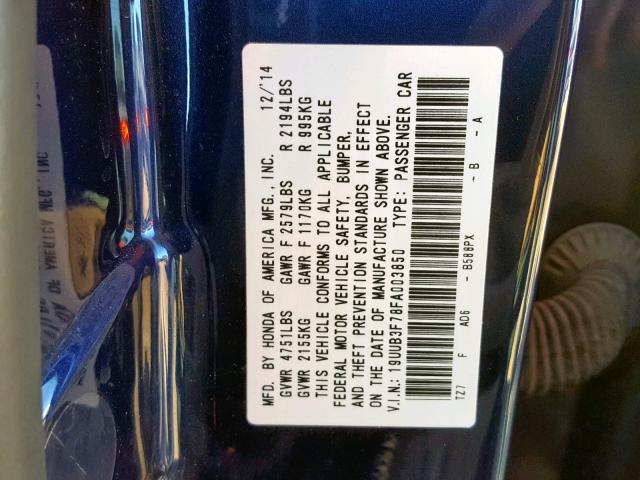 MFD. BY HONDA OF AMERICA MFG., INC. 12/'14
GVWR 4751LBS GAWR F 2579LBS R 2194LBS
GVWR 2155KG GAWR F 1170KG R 995KG
THIS VEHICLE CONFORMS TO ALL APPLICABLE
FEDERAL MOTOR VEHICLE SAFETY, BUMPER,
AND THEFT PREVENTION STANDARDS IN EFFECT
ON THE DATE OF MANUFACTURE SHOWN ABOVE.
V.I.N.: 19UUB3F78FA003850 TYPE: PASSENGER CAR
TZ7 F AD6 - B588PX - B - A